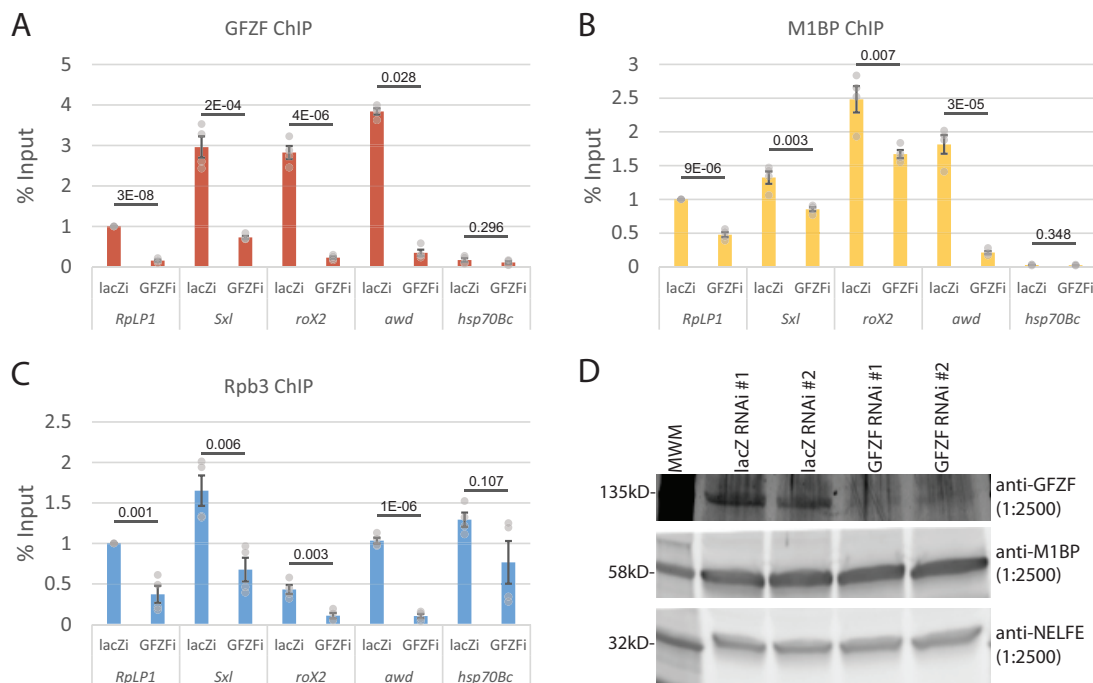 A
GFZF ChIP
% Input
5
4
3
2
1
0
3E-08
2E-04
4E-06
0.028
0.296
lacZi GFZFi lacZi GFZFi lacZi GFZFi lacZi GFZFi lacZi GFZFi
RpLP1 Sxl roX2 awd hsp70Bc
B
M1BP ChIP
% Input
3
2.5
2
1.5
1
0.5
0
9E-06
0.003
0.007
3E-05
0.348
lacZi GFZFi lacZi GFZFi lacZi GFZFi lacZi GFZFi lacZi GFZFi
RpLP1 Sxl roX2 awd hsp70Bc
C
Rpb3 ChIP
% Input
2.5
2
1.5
1
0.5
0
0.001
0.006
0.003
1E-06
0.107
lacZi GFZFi lacZi GFZFi lacZi GFZFi lacZi GFZFi lacZi GFZFi
RpLP1 Sxl roX2 awd hsp70Bc
D
MWM
lacZ RNAi #1
lacZ RNAi #2
GFZF RNAi #1
GFZF RNAi #2
135kD-
anti-GFZF
(1:2500)
58kD-
anti-M1BP
(1:2500)
32kD-
anti-NELFE
(1:2500)